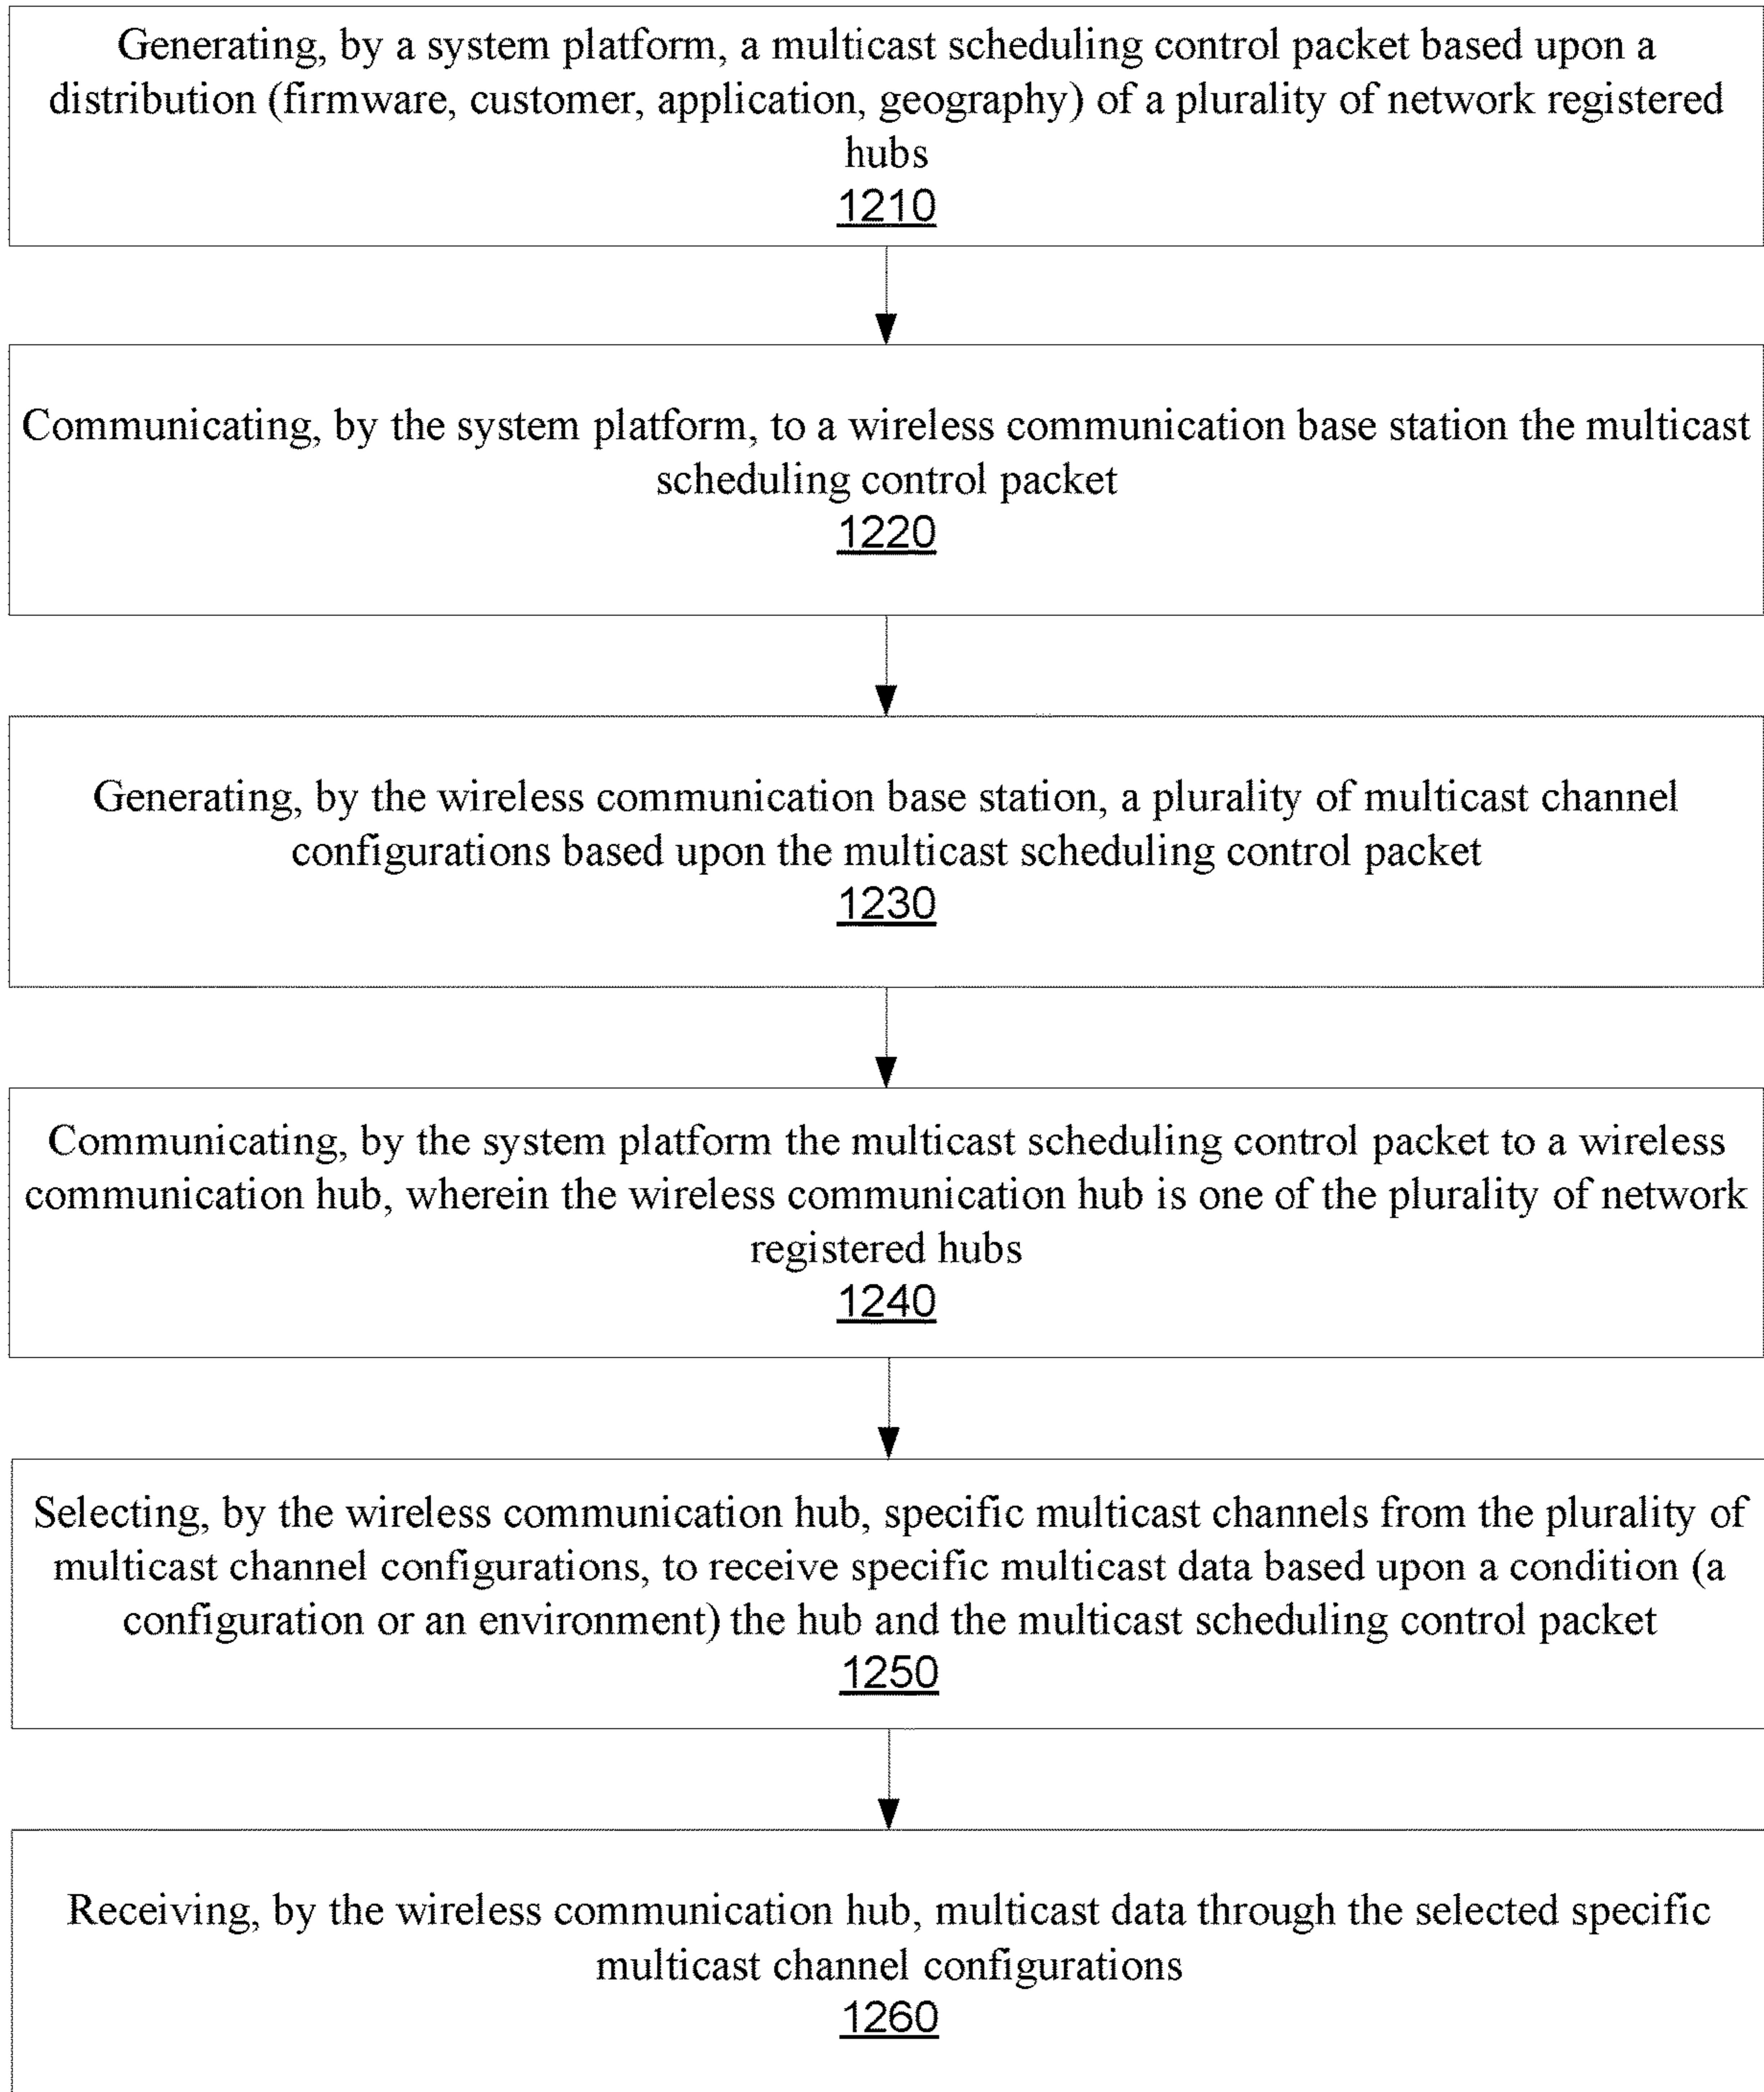 Generating, by a system platform, a multicast scheduling control packet based upon a
distribution (firmware, customer, application, geography) of a plurality of network registered
hubs
1210
Communicating, by the system platform, to a wireless communication base station the multicast
scheduling control packet
1220
Generating, by the wireless communication base station, a plurality of multicast channel
configurations based upon the multicast scheduling control packet
1230
Communicating, by the system platform the multicast scheduling control packet to a wireless
communication hub, wherein the wireless communication hub is one of the plurality of network
registered hubs
1240
Selecting, by the wireless communication hub, specific multicast channels from the plurality of
multicast channel configurations, to receive specific multicast data based upon a condition (a
configuration or an environment) the hub and the multicast scheduling control packet
1250
Receiving, by the wireless communication hub, multicast data through the selected specific
multicast channel configurations
1260